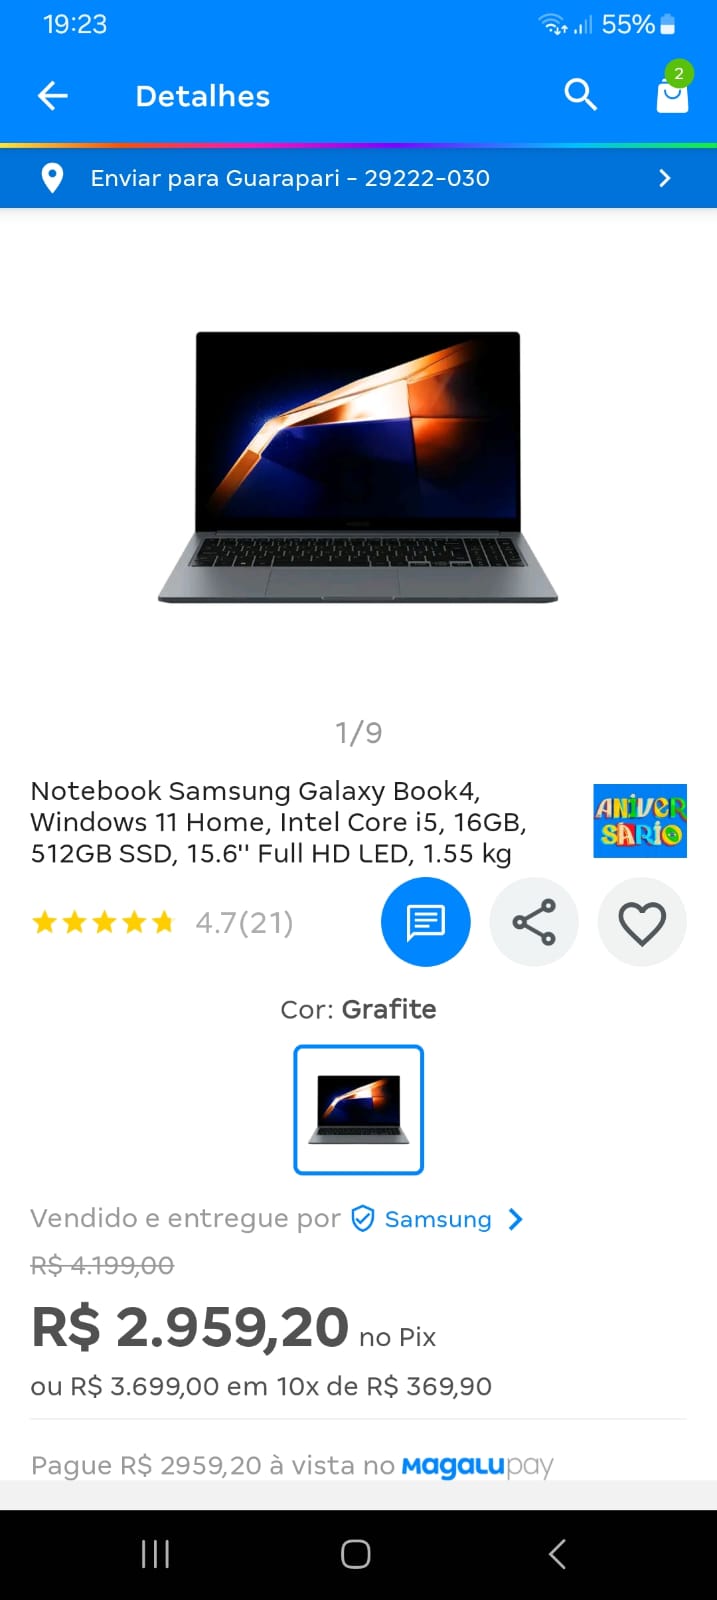 19:23
55%
Detalhes
2
Enviar para Guarapari - 29222-030
1/9
Notebook Samsung Galaxy Book4,
Windows 11 Home, Intel Core i5, 16GB,
512GB SSD, 15.6'' Full HD LED, 1.55 kg
ANIVER
SÁRIO
4.7(21)
Cor: Grafite
Vendido e entregue por Samsung
R$ 4.199,00
R$ 2.959,20 no Pix
ou R$ 3.699,00 em 10x de R$ 369,90
Pague R$ 2959,20 à vista no magalupay